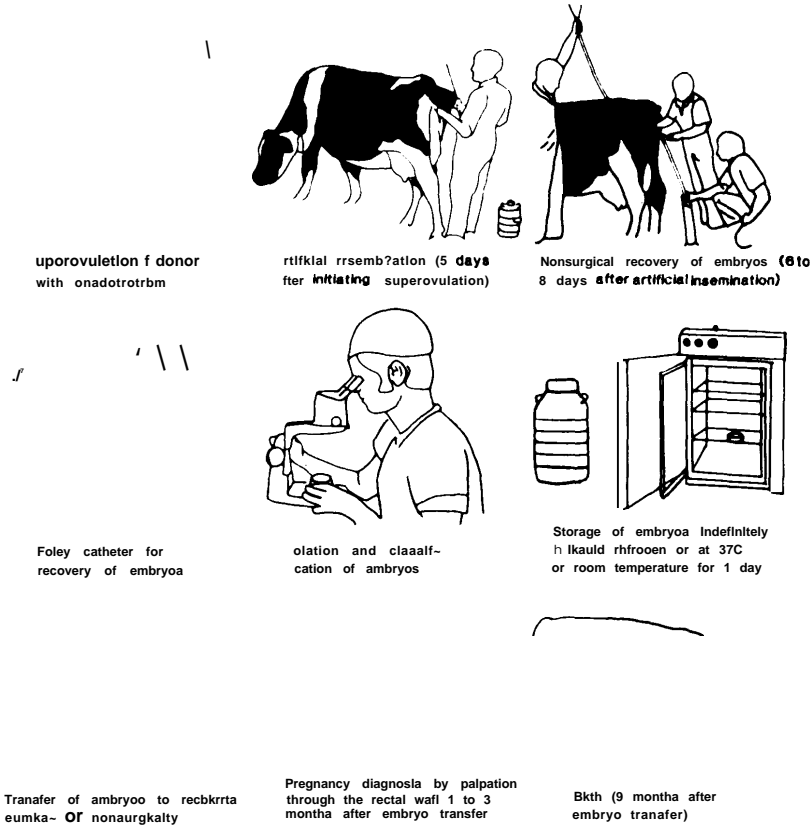 uporovuletlon f donor
with onadotrotrbm
rtlfklal rrsemb?atlon (5 days
fter initiating superovulation)
Nonsurgical recovery of embryos (6 to
8 days after artificial insemination)
Foley catheter for
recovery of embryoa
olation and claaalf~
cation of ambryos
Storage of embryoa Indeflnltely
h lkauld rhfrooen or at 37C
or room temperature for 1 day
Tranafer of ambryoo to recbkrrta
eumka~ or nonaurgkalty
Pregnancy diagnosla by palpation
through the rectal wafl 1 to 3
montha after embryo transfer
Bkth (9 montha after
embryo tranafer)